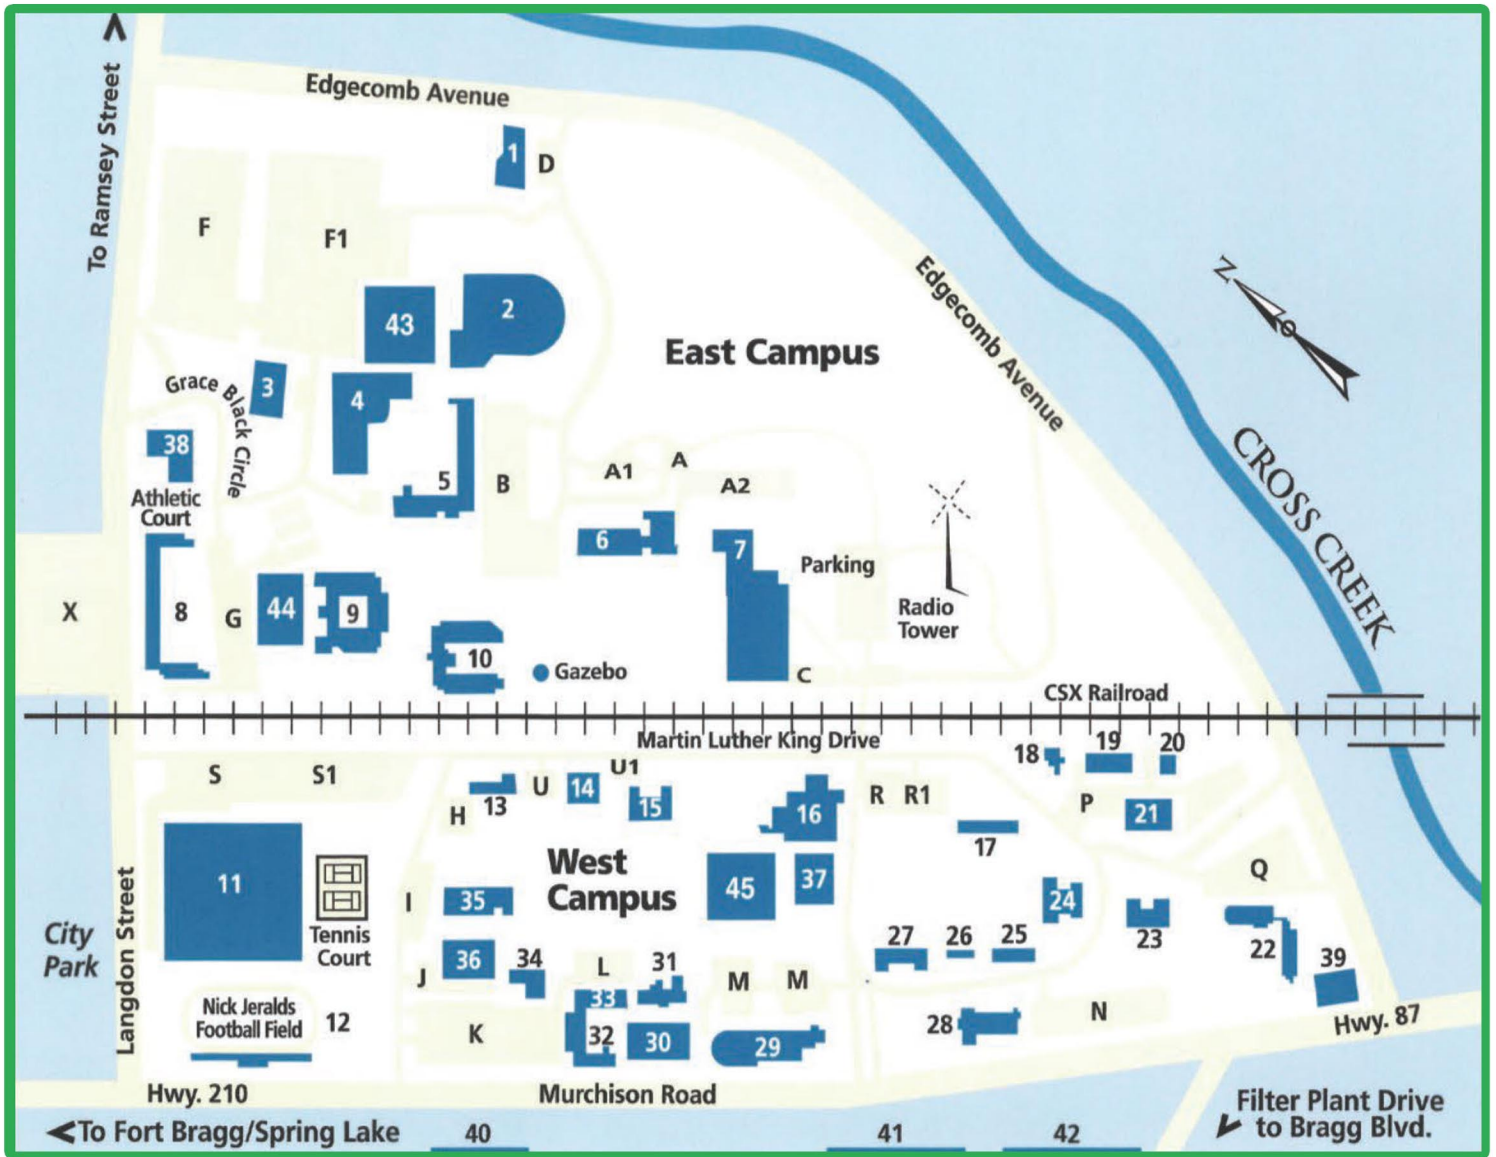 To Ramsey Street
Edgecomb Avenue
1
D
F
F1
43
2
N
Edgecomb Avenue
East Campus
3
Grace Black Circle
4
38
Athletic
Court
5
B
A1
A
A2
CROSS CREEK
6
7
Parking
Radio
Tower
X
8
G
44
9
10
Gazebo
C
CSX Railroad
Martin Luther King Drive
18
19
20
S
S1
H
13
U
14
U1
15
16
R
R1
17
P
21
11
Tennis
Court
I
35
West
Campus
45
37
24
23
Q
22
39
City
Park
Langdon Street
J
36
34
L
31
33
M
M
27
26
25
Nick Jeralds
Football Field
12
K
32
30
29
28
N
Hwy. 87
Hwy. 210
Murchison Road
To Fort Bragg/Spring Lake
40
41
42
Filter Plant Drive
to Bragg Blvd.